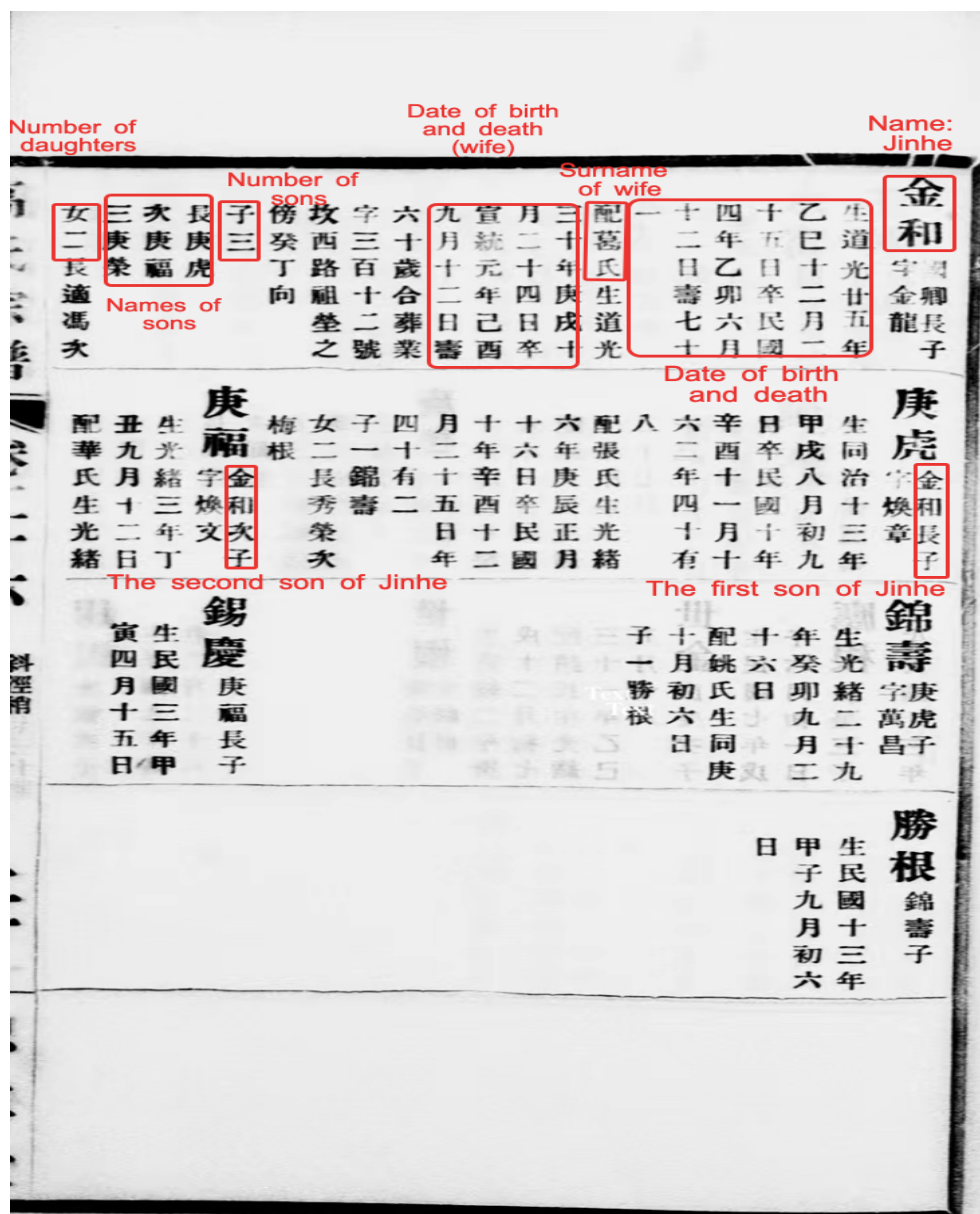 Number of
daughters
Number of
sons
Date of birth
and death
(wife)
Surname
of wife
Name:
Jinhe
金和
國卿長子
字金龍
生道光廿五年
乙巳十二月二
十五日卒民國
四年乙卯六月
十二日壽七十
一
配葛氏生道光
三十年庚戌十
月二十四日卒
宣統元年己酉
九月十二日壽
六十歲合葬業
字三百十二號
坟西路祖塋之
傍癸丁向
子三
長庚虎
次庚福
三庚榮
女二長適馮次
Names of
sons
Date of birth
and death
庚虎
金和長子
字煥章
生同治十三年
甲戌八月初九
日卒民國十年
辛酉十一月十
六二年四十有
八
配張氏生光緒
六年庚辰正月
十六日卒民國
十年辛酉十二
月二十五日年
四十有二
子一錦壽
女二長秀榮次
梅根
庚福
金和次子
字煥文
生光緒三年丁
丑九月十二日
配華氏生光緒
The second son of Jinhe
The first son of Jinhe
錦壽
庚虎子
字萬昌
生光緒二十九
年癸卯九月二
十六日
配姚氏生同庚
十月初六日
子一勝根
錫慶
庚福長子
生民國三年甲
寅四月十五日
勝根
錦壽子
生民國十三年
甲子九月初六
日